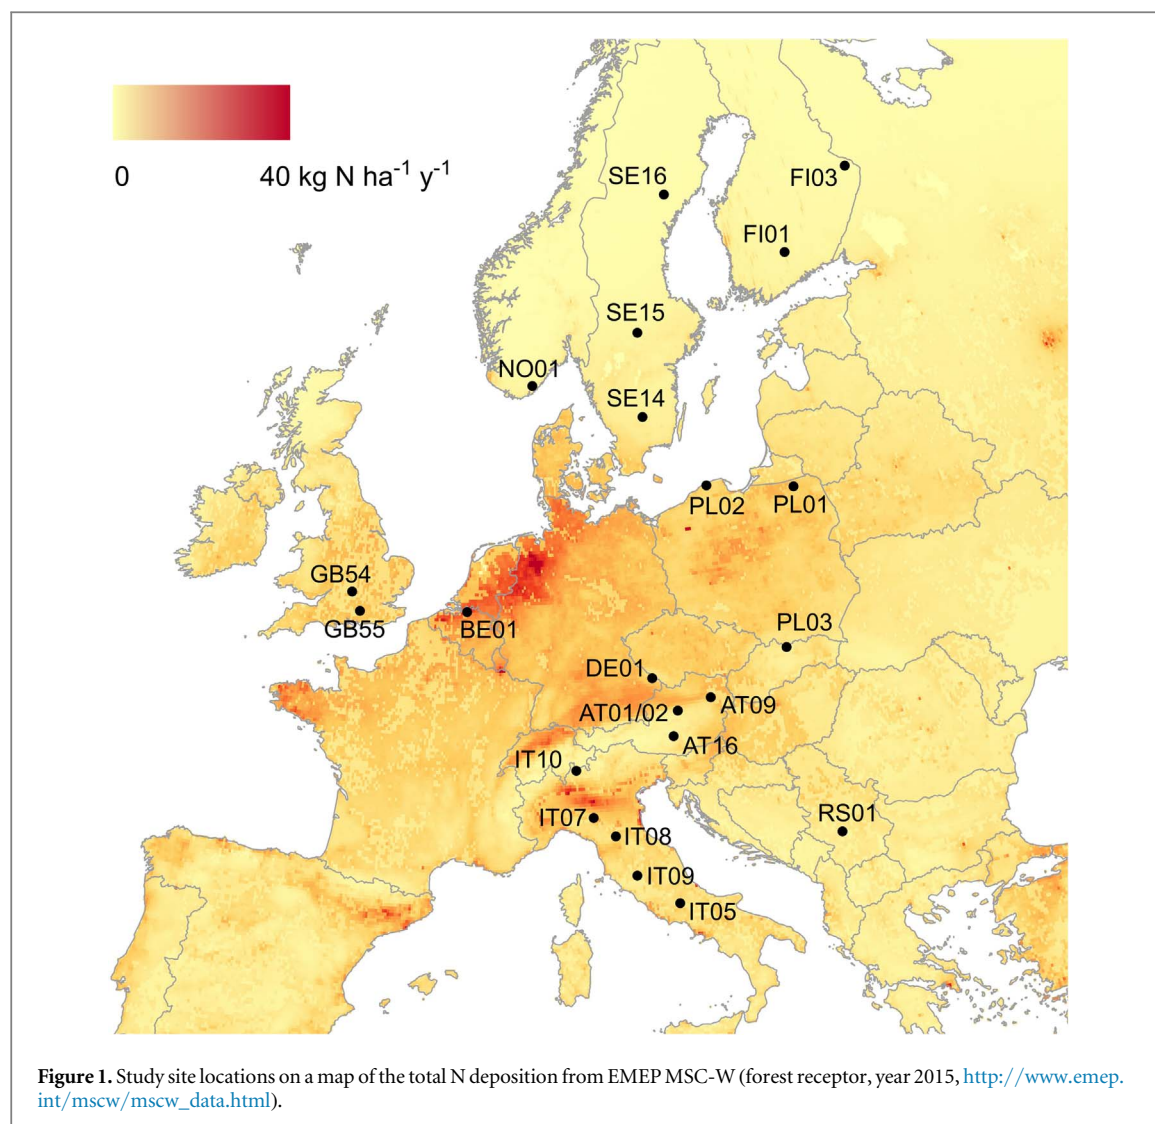 0 40 kg N ha⁻¹ y⁻¹
SE16
FI03
FI01
SE15
NO01
SE14
PL02 PL01
GB54
GB55 BE01
PL03
DE01
AT01/02 AT09
AT16
IT10
IT07
IT08
RS01
IT09
IT05
Figure 1. Study site locations on a map of the total N deposition from EMEP MSC-W (forest receptor, year 2015, http://www.emep.
int/mscw/mscw_data.html).